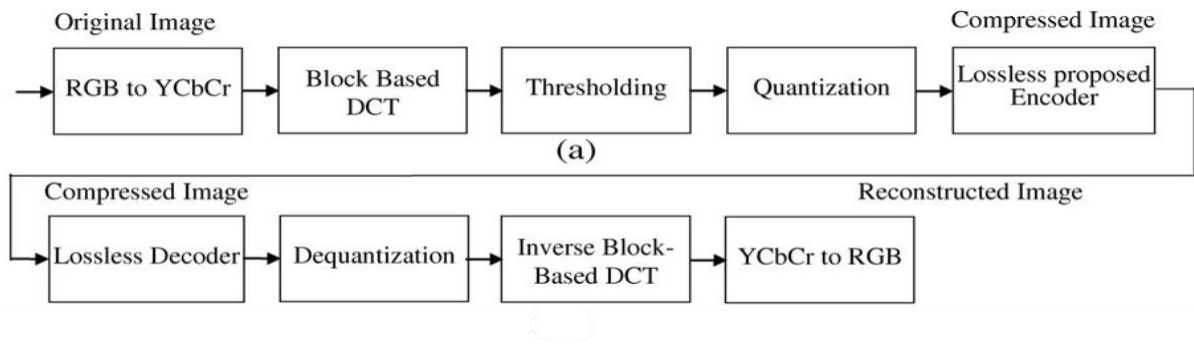 Original Image
Compressed Image
RGB to YCbCr
Block Based
DCT
Thresholding
Quantization
Lossless proposed
Encoder
(a)
Compressed Image
Reconstructed Image
Lossless Decoder
Dequantization
Inverse Block-
Based DCT
YCbCr to RGB